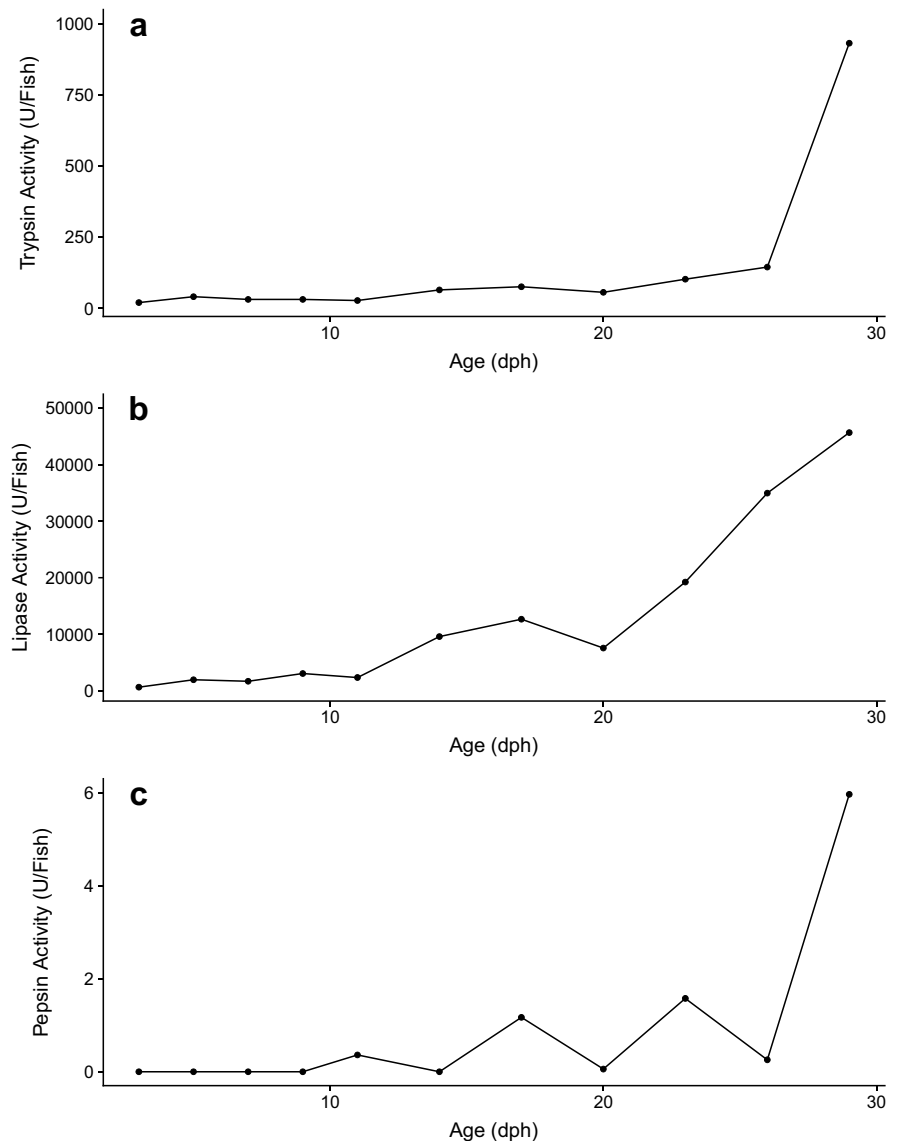 a
Trypsin Activity (U/Fish)
1000
750
500
250
0
10 20 30
Age (dph)
b
Lipase Activity (U/Fish)
50000
40000
30000
20000
10000
0
10 20 30
Age (dph)
c
Pepsin Activity (U/Fish)
6
4
2
0
10 20 30
Age (dph)